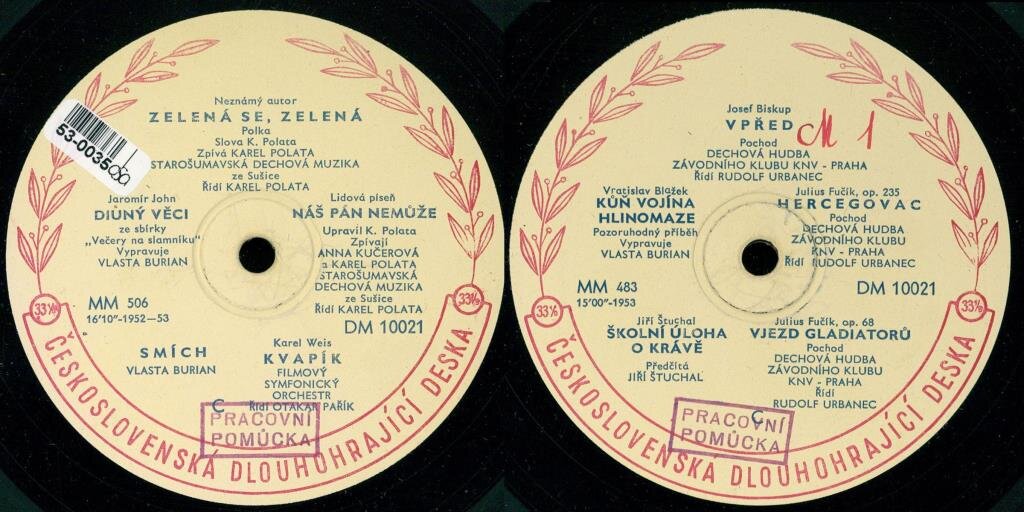 Neznámý autor
ZELENÁ SE, ZELENÁ
Polka
Slova K. Polata
Zpívá KAREL POLATA
STAROŠUMAVSKÁ DECHOVÁ MUZIKA
ze Sušice
Řídí KAREL POLATA
53-0035
Jaromír John
DIŮNÝ VĚCI
ze sbírky
„Večery na slamníku"
Vypravuje
VLASTA BURIAN
Lidová píseň
NÁŠ PÁN NEMŮŽE
Upravil K. Polata
Zpívají
ANNA KUČEROVÁ
a KAREL POLATA
STAROŠUMAVSKÁ
DECHOVÁ MUZIKA
ze Sušice
Řídí KAREL POLATA
MM 506
16'10"-1952—53
DM 10021
33⅓
33⅓
SMÍCH
VLASTA BURIAN
Karel Weis
KVAPÍK
FILMOVÝ
SYMFONICKÝ
ORCHESTR
Řídí OTAKAR PAŘÍK
C
PRACOVNÍ
POMŮCKA
ČESKOSLOVENSKÁ DLOUHOHRAJÍCÍ DESKA
Josef Biskup
VPŘED
M 1
Pochod
DECHOVÁ HUDBA
ZÁVODNÍHO KLUBU KNV - PRAHA
Řídí RUDOLF URBANEC
Vratislav Blažek
KŮŇ VOJÍNA
HLINOMAZE
Pozoruhodný příběh
Vypravuje
VLASTA BURIAN
Julius Fučík, op. 235
HERCEGOVAC
Pochod
DECHOVÁ HUDBA
ZÁVODNÍHO KLUBU
KNV - PRAHA
Řídí RUDOLF URBANEC
MM 483
15'00"-1953
DM 10021
33⅓
33⅓
Jiří Štuchal
ŠKOLNÍ ÚLOHA
O KRÁVĚ
Předčítá
JIŘÍ ŠTUCHAL
Julius Fučík, op. 68
VJEZD GLADIATORŮ
Pochod
DECHOVÁ HUDBA
ZÁVODNÍHO KLUBU
KNV - PRAHA
Řídí
RUDOLF URBANEC
C
PRACOVNÍ
POMŮCKA
ČESKOSLOVENSKÁ DLOUHOHRAJÍCÍ DESKA